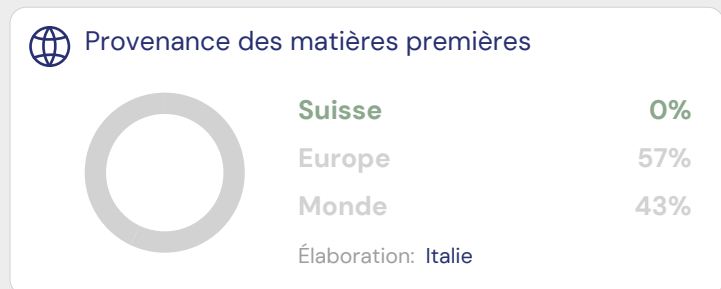 Provenance des matières premières
Suisse 0%
Europe 57%
Monde 43%
Élaboration: Italie